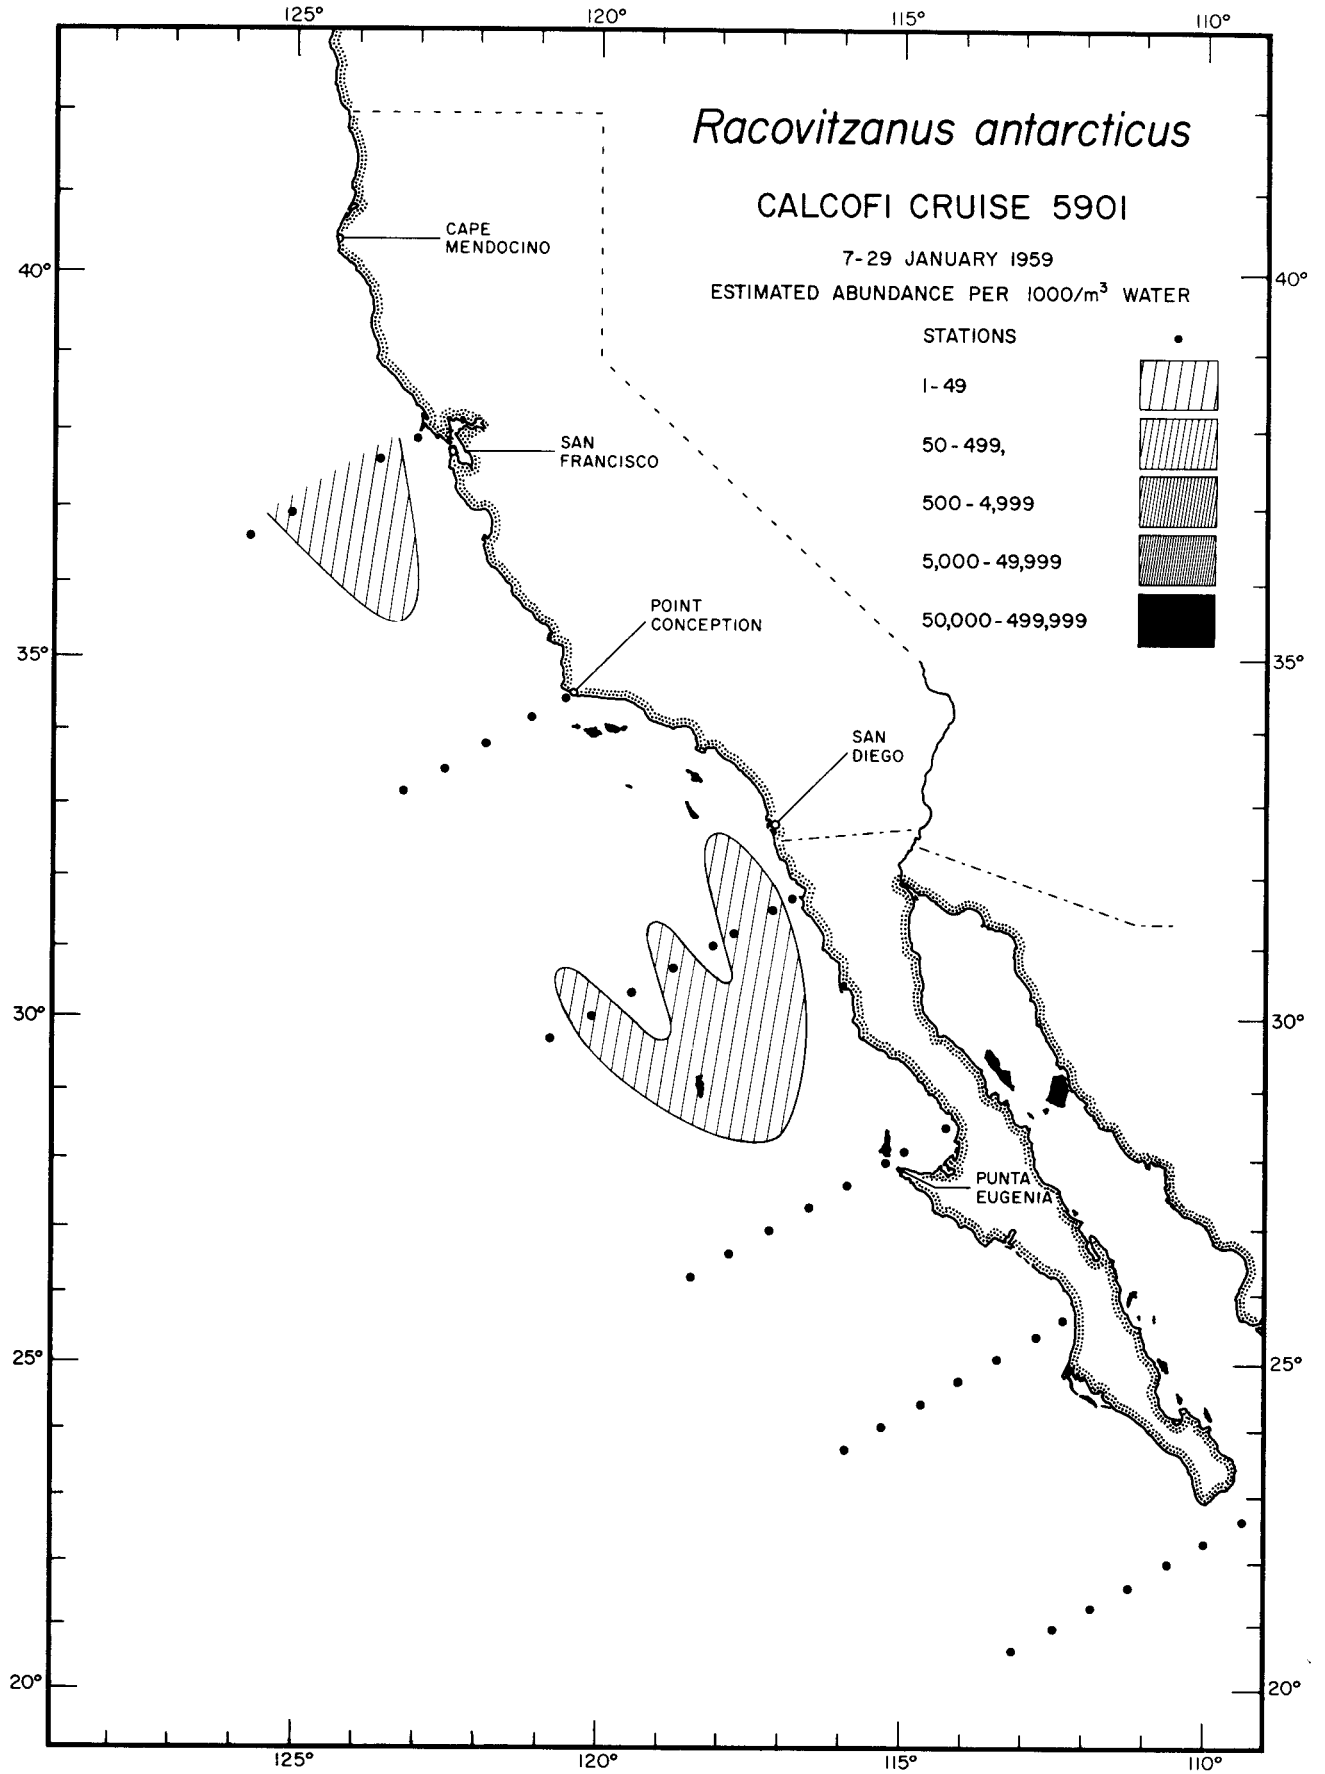 125° 120° 115° 110°
Racovitzanus antarcticus
CALCOFI CRUISE 5901
7-29 JANUARY 1959
ESTIMATED ABUNDANCE PER 1000/m³ WATER
STATIONS
1-49
50-499,
500-4,999
5,000-49,999
50,000-499,999
CAPE
MENDOCINO
40° 40°
SAN
FRANCISCO
POINT
CONCEPTION
35° 35°
SAN
DIEGO
30° 30°
PUNTA
EUGENIA
25° 25°
20° 20°
125° 120° 115° 110°